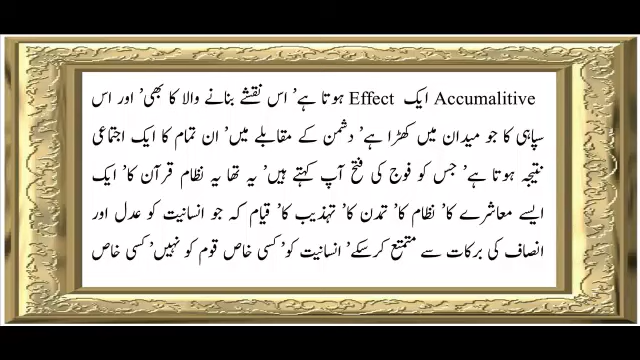 Accumalitive ایک Effect ہوتا ہے’ اس نقشے بنانے والا کا بھی’ اور اس
سپاہی کا جو میدان میں کھڑا ہے’ دشمن کے مقابلے میں’ ان تمام کا ایک اجتماعی
نتیجہ ہوتا ہے’ جس کو فوج کی فتح آپ کہتے ہیں’ یہ تھا یہ نظام قرآن کا’ ایک
ایسے معاشرے کا’ نظام کا’ تمدن کا’ تہذیب کا’ قیام کہ جو انسانیت کو عدل اور
انصاف کی برکات سے متمتع کرسکے’ انسانیت کو’ کسی خاص قوم کو نہیں’ کسی خاص